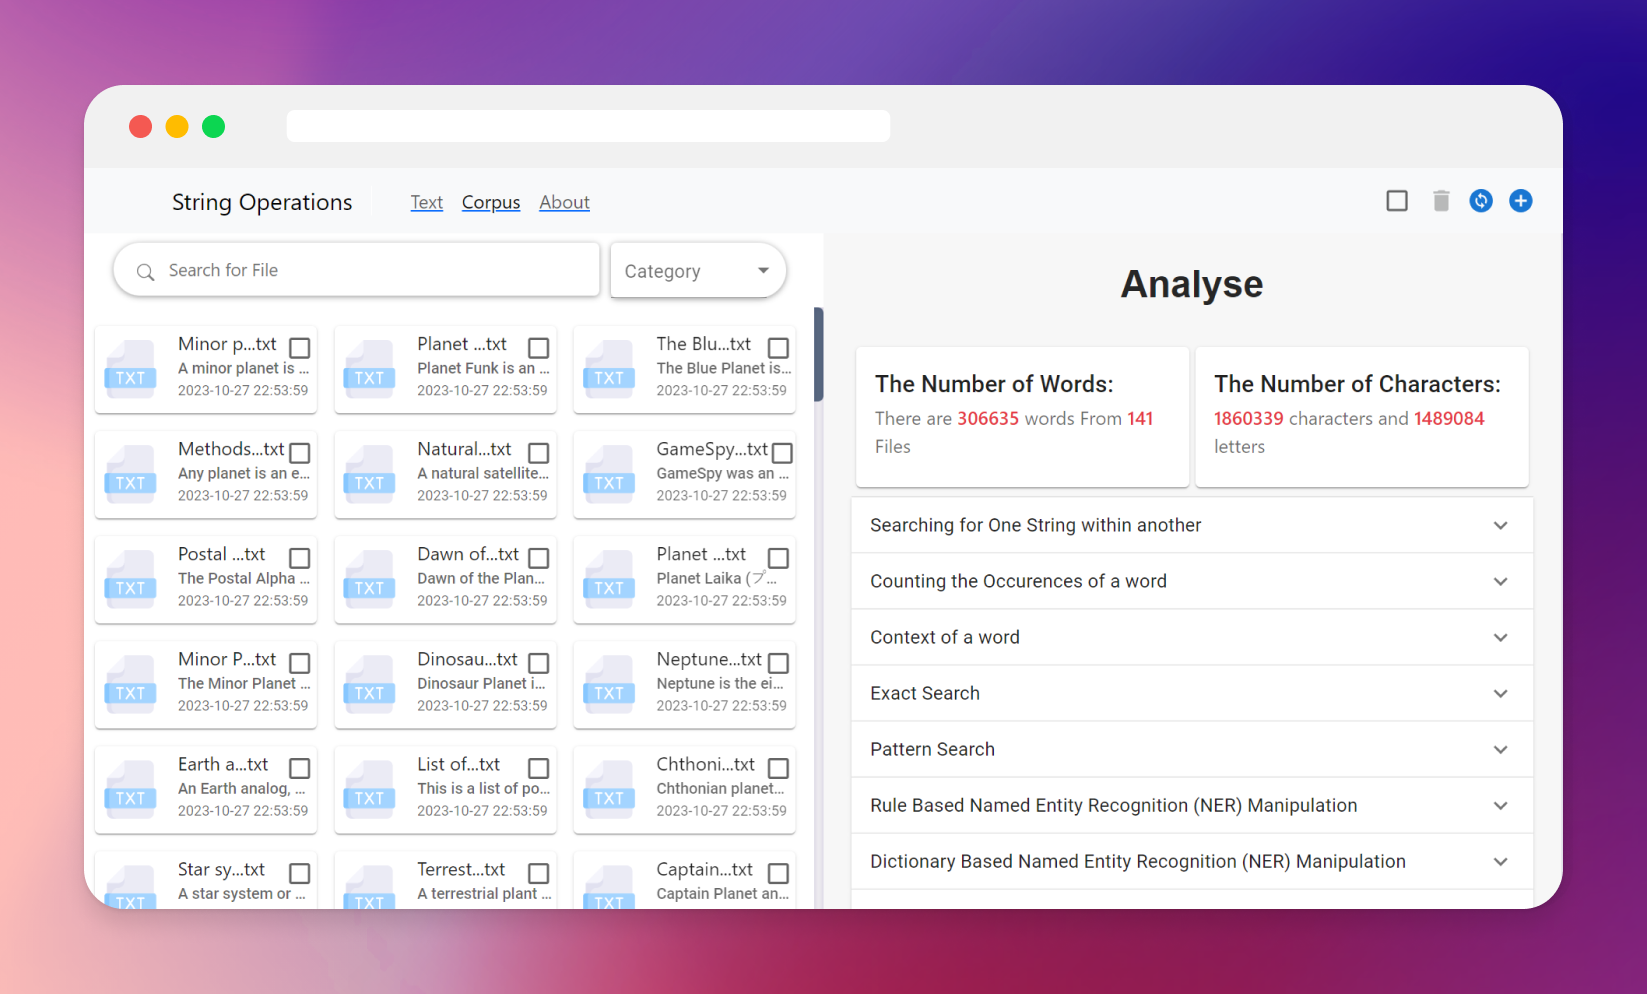 String Operations
Text Corpus About
Search for File
Category
Minor p...txt
A minor planet is ...
2023-10-27 22:53:59
TXT
Planet ...txt
Planet Funk is an ...
2023-10-27 22:53:59
TXT
The Blu...txt
The Blue Planet is...
2023-10-27 22:53:59
TXT
Methods...txt
Any planet is an e...
2023-10-27 22:53:59
TXT
Natural...txt
A natural satellite...
2023-10-27 22:53:59
TXT
GameSpy...txt
GameSpy was an ...
2023-10-27 22:53:59
TXT
Postal ...txt
The Postal Alpha ...
2023-10-27 22:53:59
TXT
Dawn of...txt
Dawn of the Plan...
2023-10-27 22:53:59
TXT
Planet ...txt
Planet Laika (プ...
2023-10-27 22:53:59
TXT
Minor P...txt
The Minor Planet ...
2023-10-27 22:53:59
TXT
Dinosau...txt
Dinosaur Planet i...
2023-10-27 22:53:59
TXT
Neptune...txt
Neptune is the ei...
2023-10-27 22:53:59
TXT
Earth a...txt
An Earth analog, ...
2023-10-27 22:53:59
TXT
List of...txt
This is a list of po...
2023-10-27 22:53:59
TXT
Chthoni...txt
Chthonian planet...
2023-10-27 22:53:59
TXT
Star sy...txt
A star system or ...
TXT
Terrest...txt
A terrestrial plant ...
TXT
Captain...txt
Captain Planet an...
TXT
Analyse
The Number of Words:
There are 306635 words From 141
Files
The Number of Characters:
1860339 characters and 1489084
letters
Searching for One String within another
Counting the Occurences of a word
Context of a word
Exact Search
Pattern Search
Rule Based Named Entity Recognition (NER) Manipulation
Dictionary Based Named Entity Recognition (NER) Manipulation